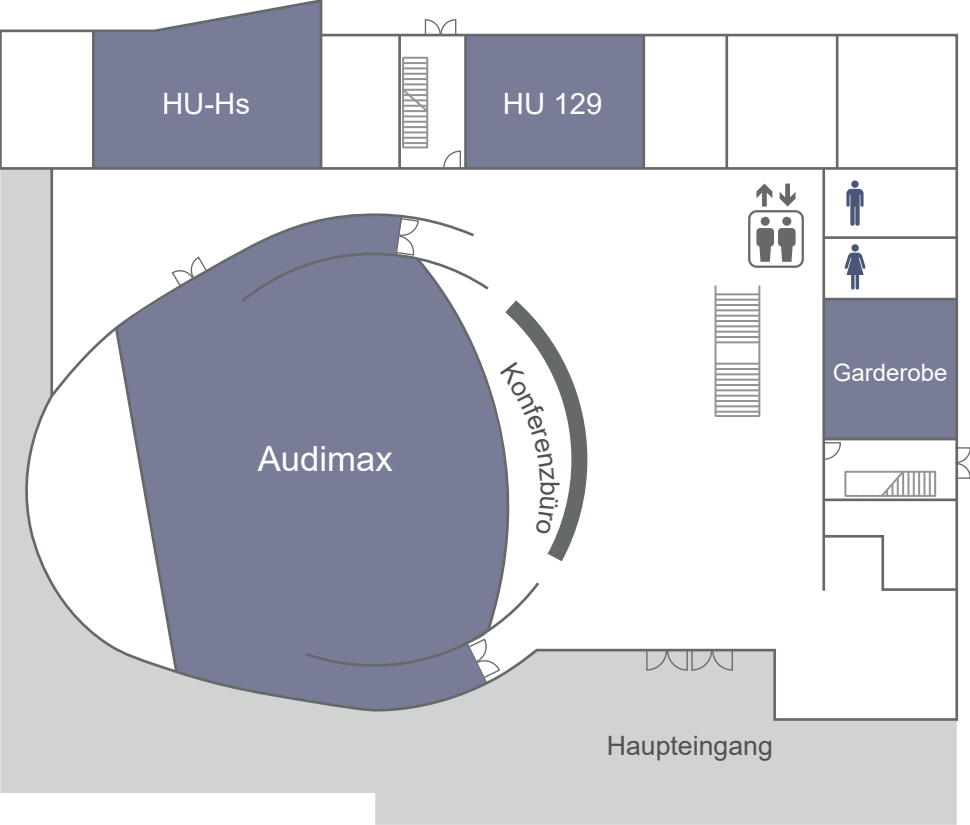 HU-Hs
HU 129
Garderobe
Konferenzbüro
Audimax
Haupteingang